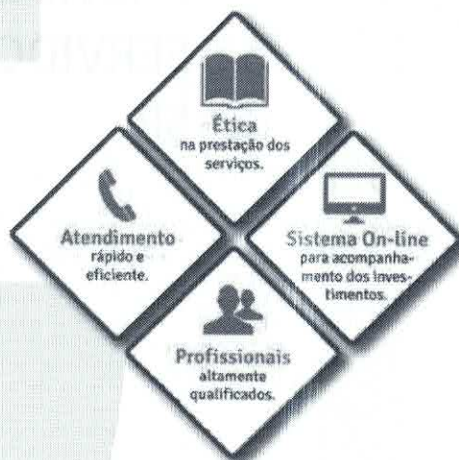 Ética
na prestação dos
serviços.
Atendimento
rápido e
eficiente.
Sistema On-line
para acompanha-
mento dos inves-
timentos.
Profissionais
altamente
qualificados.